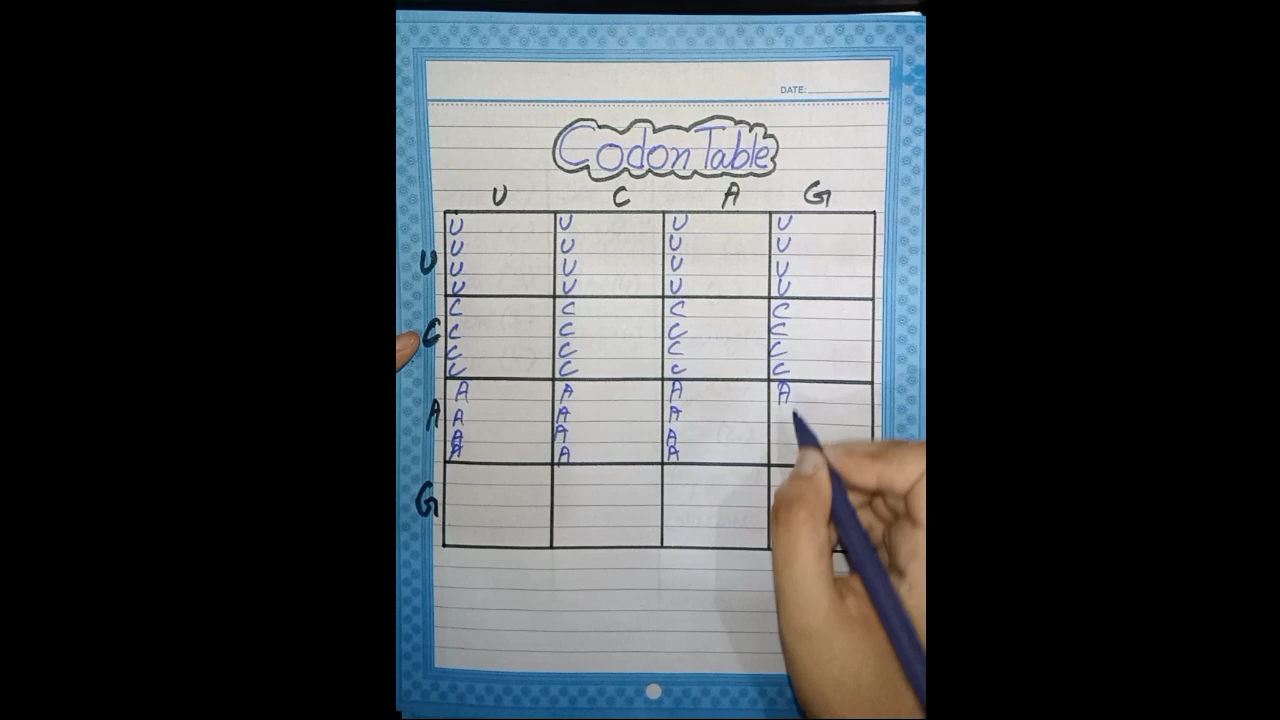 DATE:
Codon Table
U C A G
U U U U
U U U U
U U U U U
U U U U
C C C C
C C C C C
C C C C
C C C C
A A A A
A A A A
A A A
A A A
G